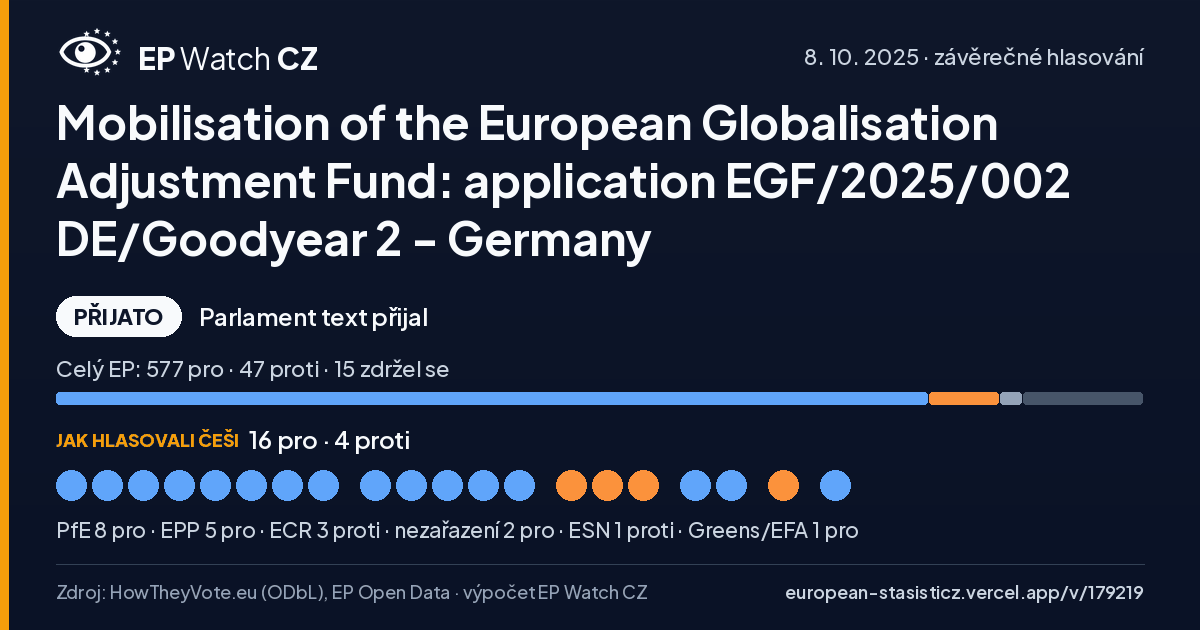 EP Watch CZ
8. 10. 2025 · závěrečné hlasování
Mobilisation of the European Globalisation
Adjustment Fund: application EGF/2025/002
DE/Goodyear 2 – Germany
PŘIJATO Parlament text přijal
Celý EP: 577 pro · 47 proti · 15 zdržel se
JAK HLASOVALI ČEŠI 16 pro · 4 proti
PfE 8 pro · EPP 5 pro · ECR 3 proti · nezařazení 2 pro · ESN 1 proti · Greens/EFA 1 pro
Zdroj: HowTheyVote.eu (ODbL), EP Open Data · výpočet EP Watch CZ
european-stasisticz.vercel.app/v/179219